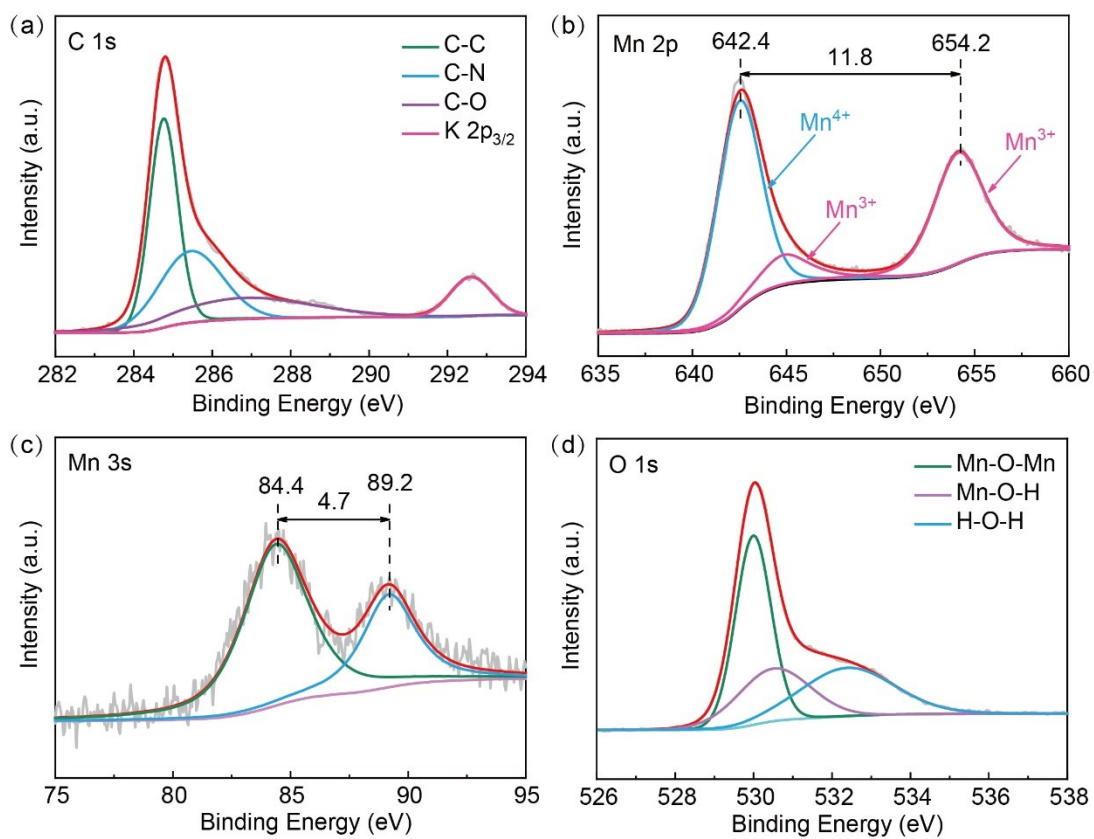 (a)
C 1s
C-C
C-N
C-O
K 2p3/2
Intensity (a.u.)
282 284 286 288 290 292 294
Binding Energy (eV)
(b)
Mn 2p
642.4
654.2
11.8
Mn4+
Mn3+
Mn3+
Intensity (a.u.)
635 640 645 650 655 660
Binding Energy (eV)
(c)
Mn 3s
84.4
4.7
89.2
Intensity (a.u.)
75 80 85 90 95
Binding Energy (eV)
(d)
O 1s
Mn-O-Mn
Mn-O-H
H-O-H
Intensity (a.u.)
526 528 530 532 534 536 538
Binding Energy (eV)